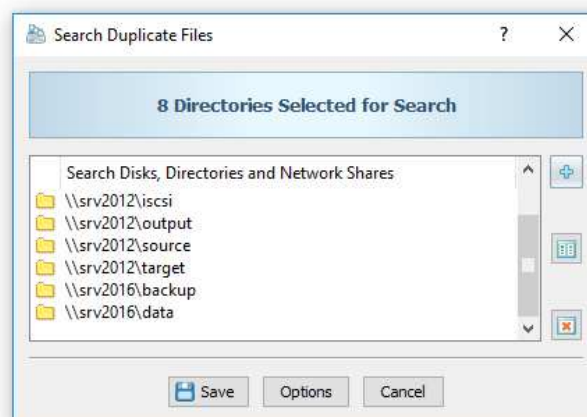 Search Duplicate Files
8 Directories Selected for Search
Search Disks, Directories and Network Shares
\\srv2012\iscsi
\\srv2012\output
\\srv2012\source
\\srv2012\target
\\srv2016\backup
\\srv2016\data
Save Options Cancel